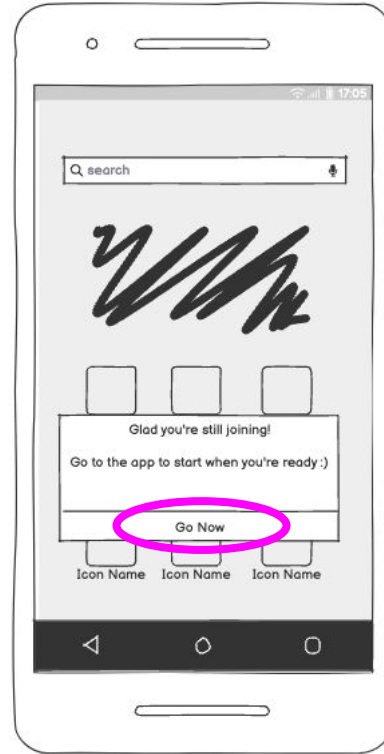 17:05
search
Glad you're still joining!
Go to the app to start when you're ready :)
Go Now
Icon Name Icon Name Icon Name